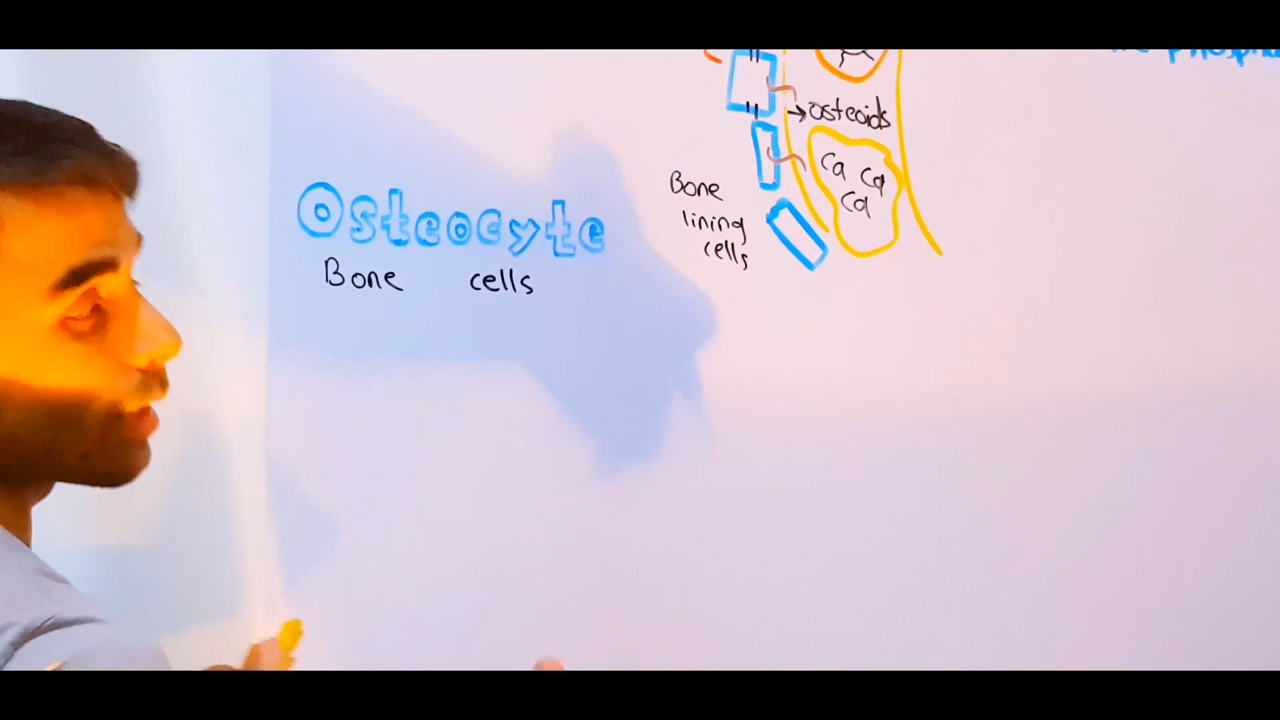 osteoids
Ca Ca
Ca
Bone
lining
cells
Osteocyte
Bone cells